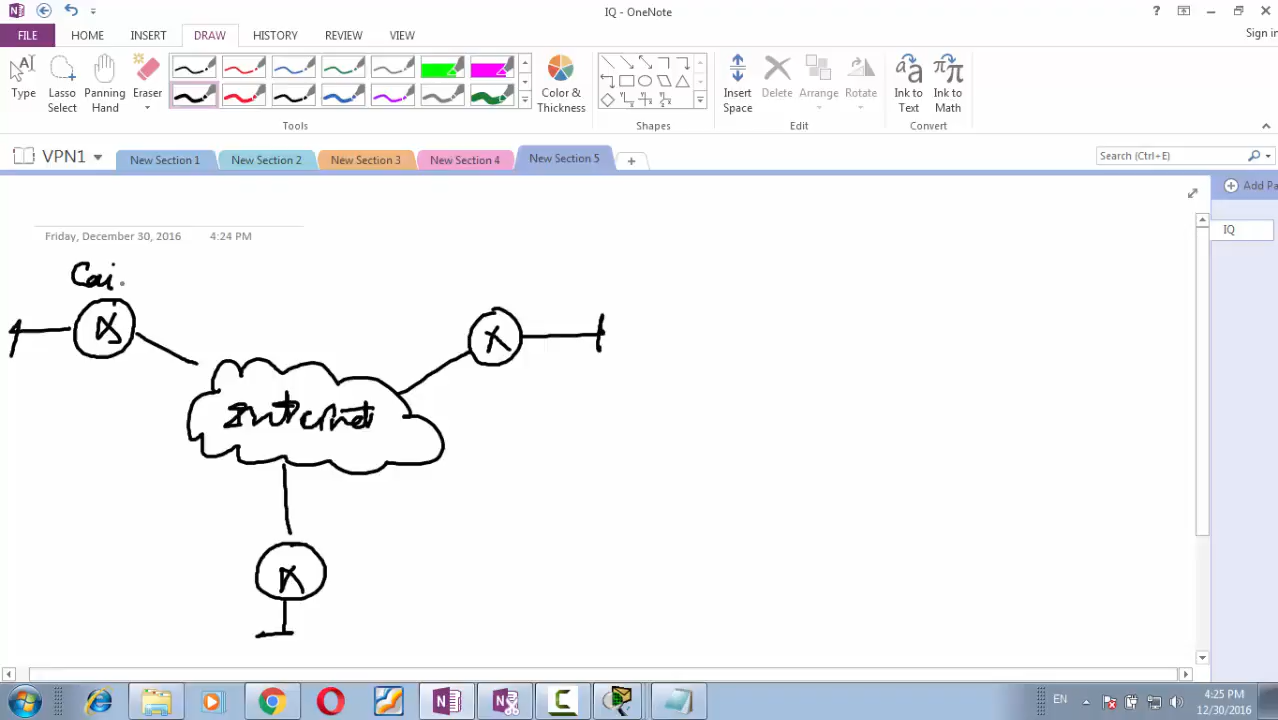 IQ - OneNote
?
FILE
HOME
INSERT
DRAW
HISTORY
REVIEW
VIEW
Sign in
Type
Lasso Select
Panning Hand
Eraser
Color & Thickness
Insert Space
Delete
Arrange
Rotate
Ink to Text
Ink to Math
Tools
Shapes
Edit
Convert
VPN1
New Section 1
New Section 2
New Section 3
New Section 4
New Section 5
Search (Ctrl+E)
Add Pa
IQ
Friday, December 30, 2016 4:24 PM
Cai
Internet
EN
4:25 PM
12/30/2016